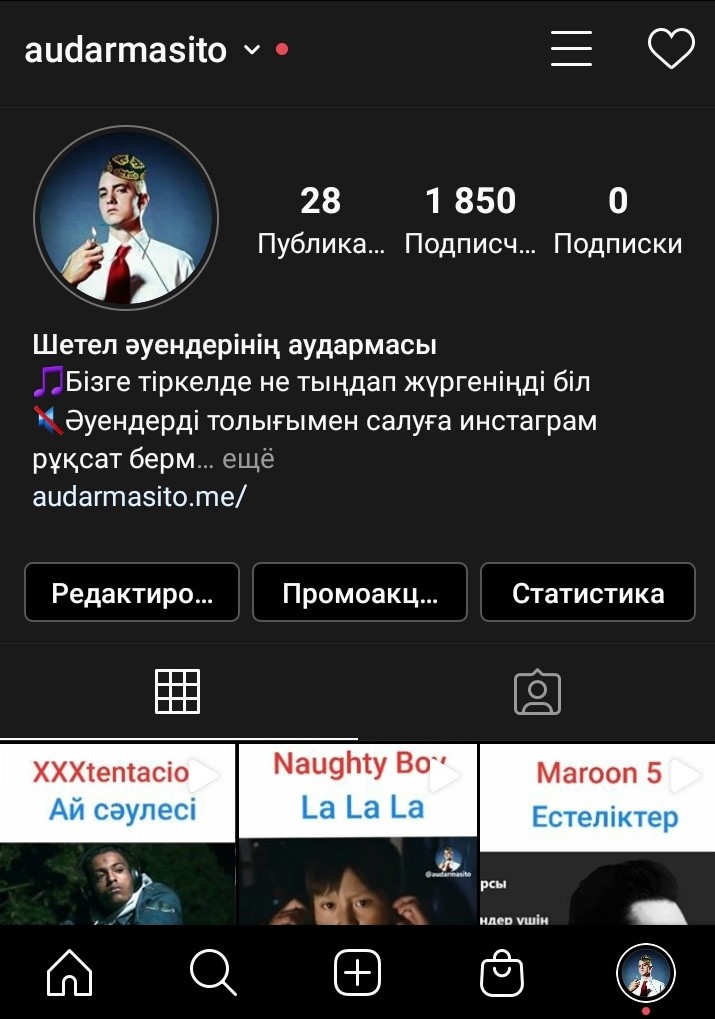 audarmasito
28 1 850 0
Публика... Подписч... Подписки
Шетел әуендерінің аудармасы
🎵Бізге тіркелде не тыңдап жүргеніңді біл
🔇Әуендерді толығымен салуға инстаграм
рұқсат берм... ещё
audarmasito.me/
Редактиро... Промоакц... Статистика
XXXtentacio
Ай сәулесі
Naughty Boy
La La La
@audarmasito
Maroon 5
Естеліктер
рсы
ндер үшін